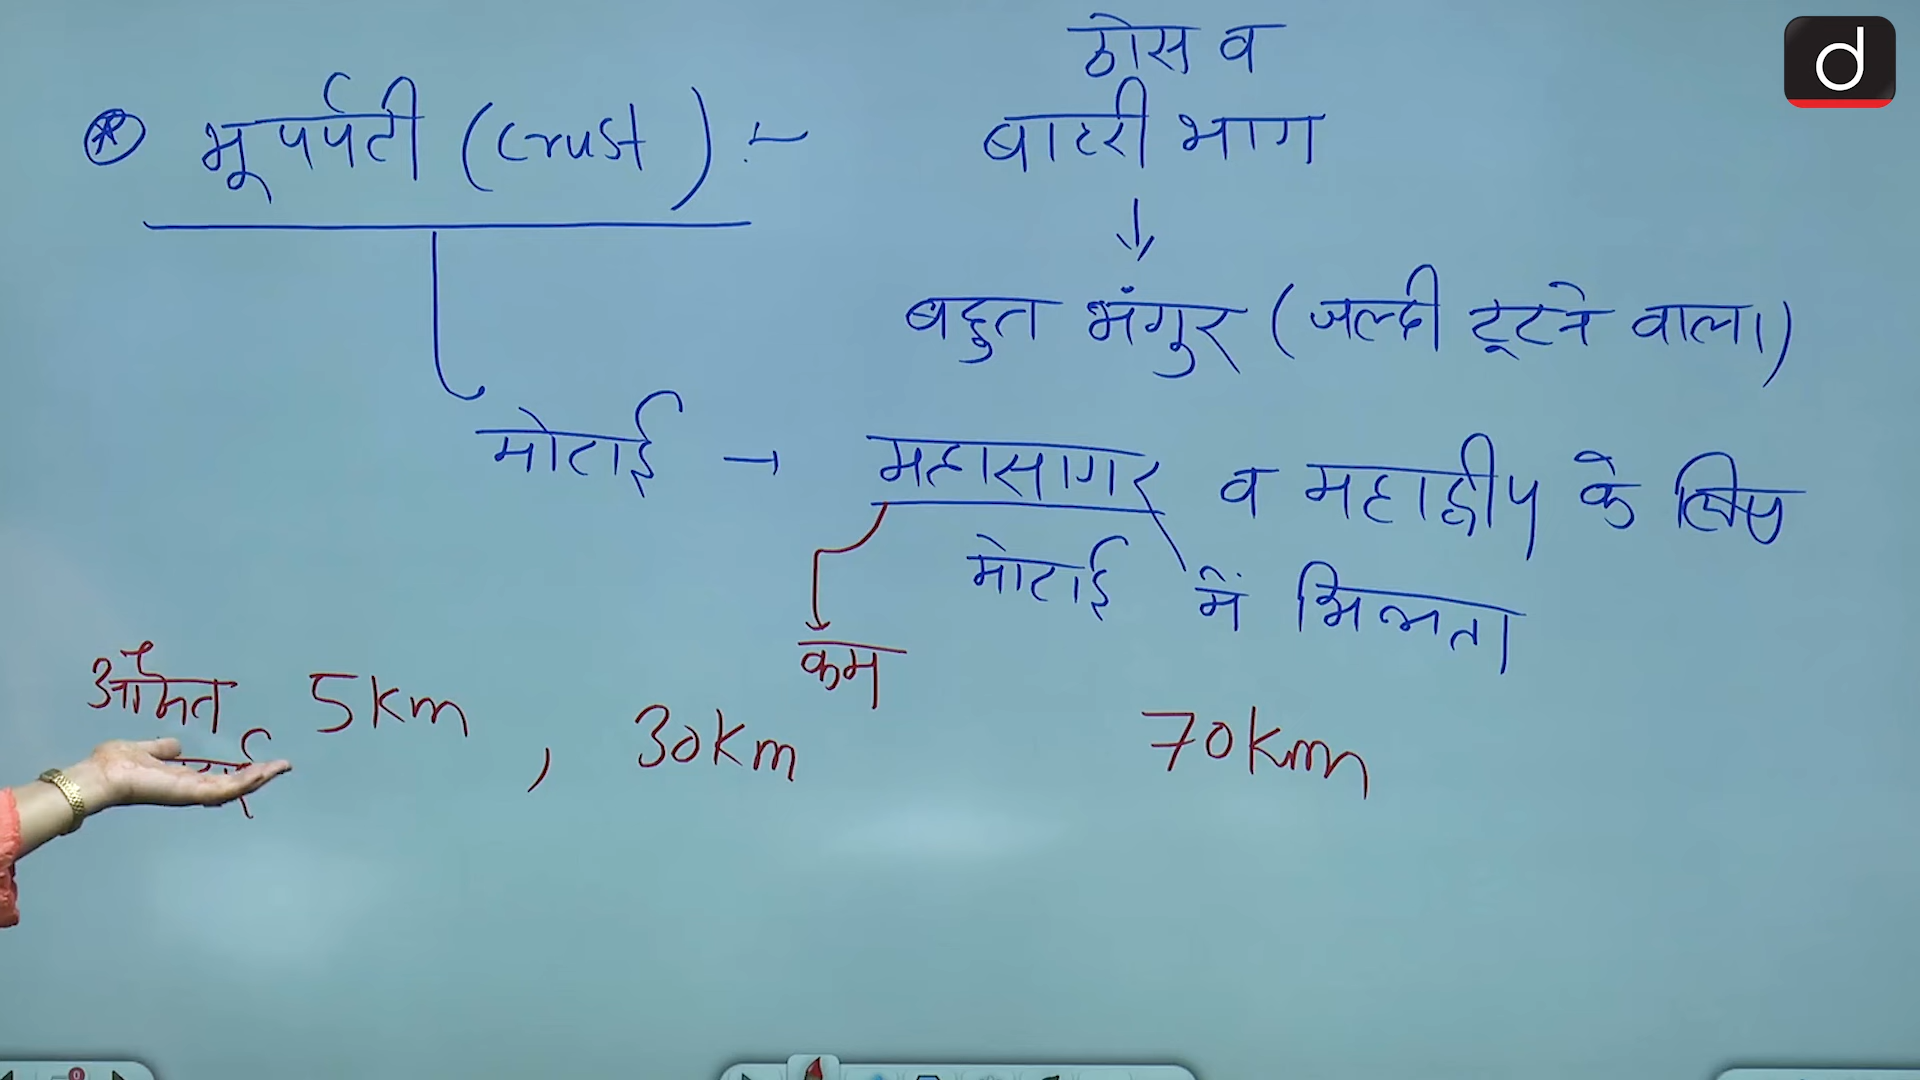 भूपर्पटी (Crust) :-
ठोस व
बाहरी भाग
↓
बहुत भंगुर (जल्दी टूटने वाला)
मोटाई → महासागर व महाद्वीप के लिए
मोटाई में भिन्नता
कम
औसत 5km, 30km 70km
d